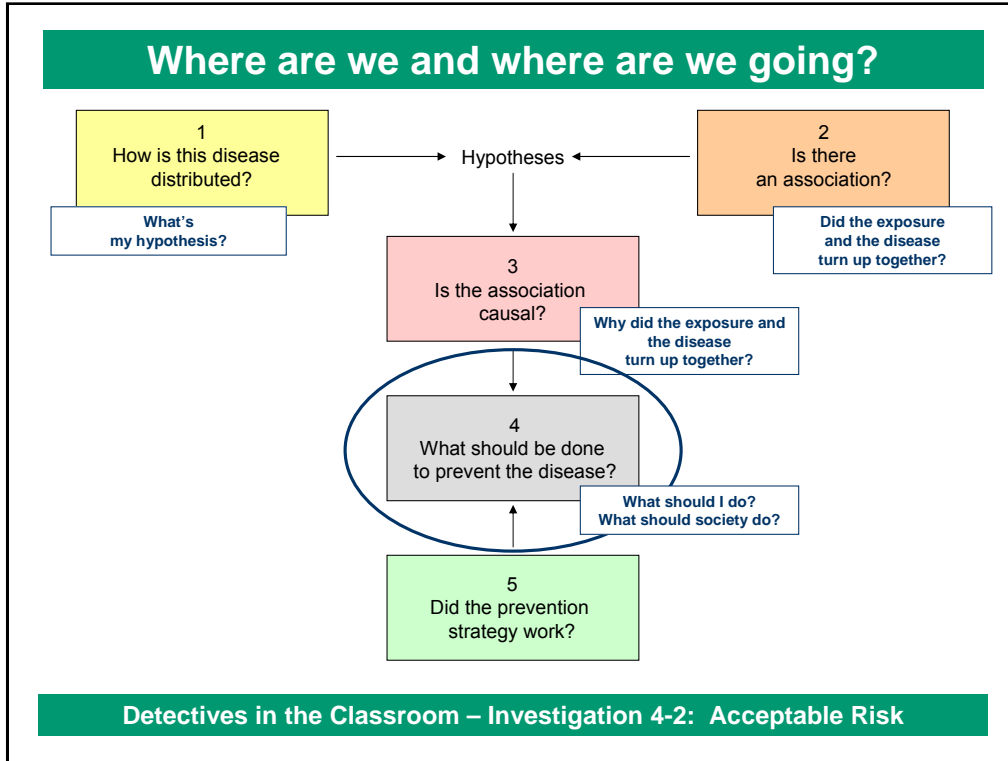 Where are we and where are we going?
1
How is this disease
distributed?
What's
my hypothesis?
Hypotheses
2
Is there
an association?
Did the exposure
and the disease
turn up together?
3
Is the association
causal?
Why did the exposure and
the disease
turn up together?
4
What should be done
to prevent the disease?
What should I do?
What should society do?
5
Did the prevention
strategy work?
Detectives in the Classroom – Investigation 4-2:  Acceptable Risk